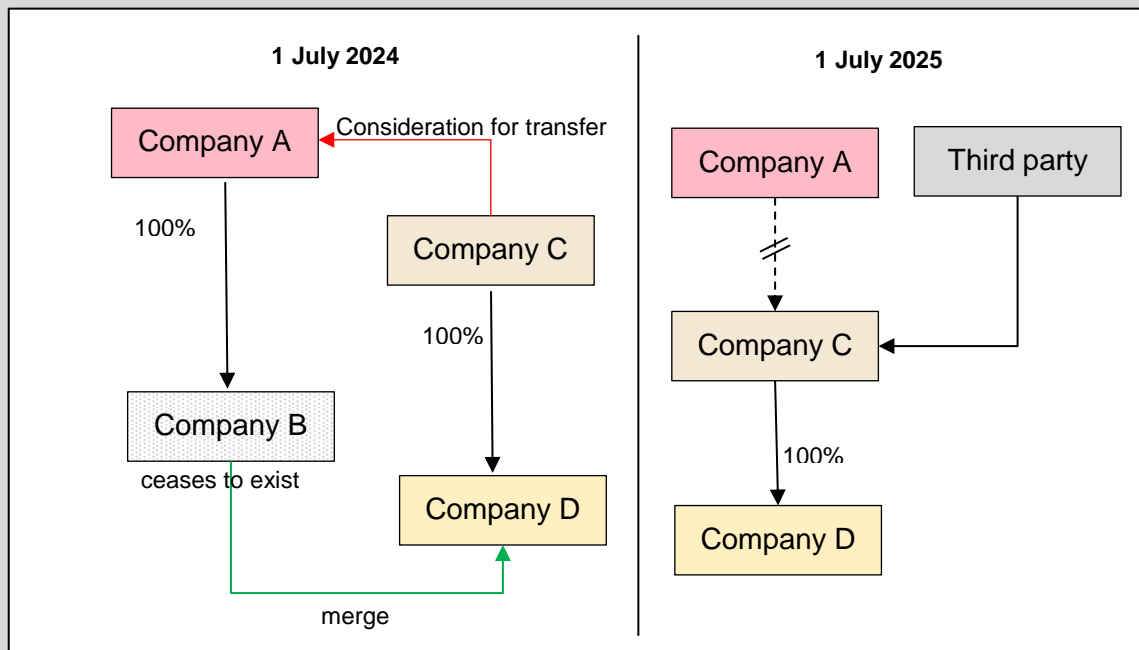 1 July 2024
Company A
Consideration for transfer
100%
Company C
100%
Company B
ceases to exist
Company D
merge
1 July 2025
Company A
Third party
Company C
100%
Company D